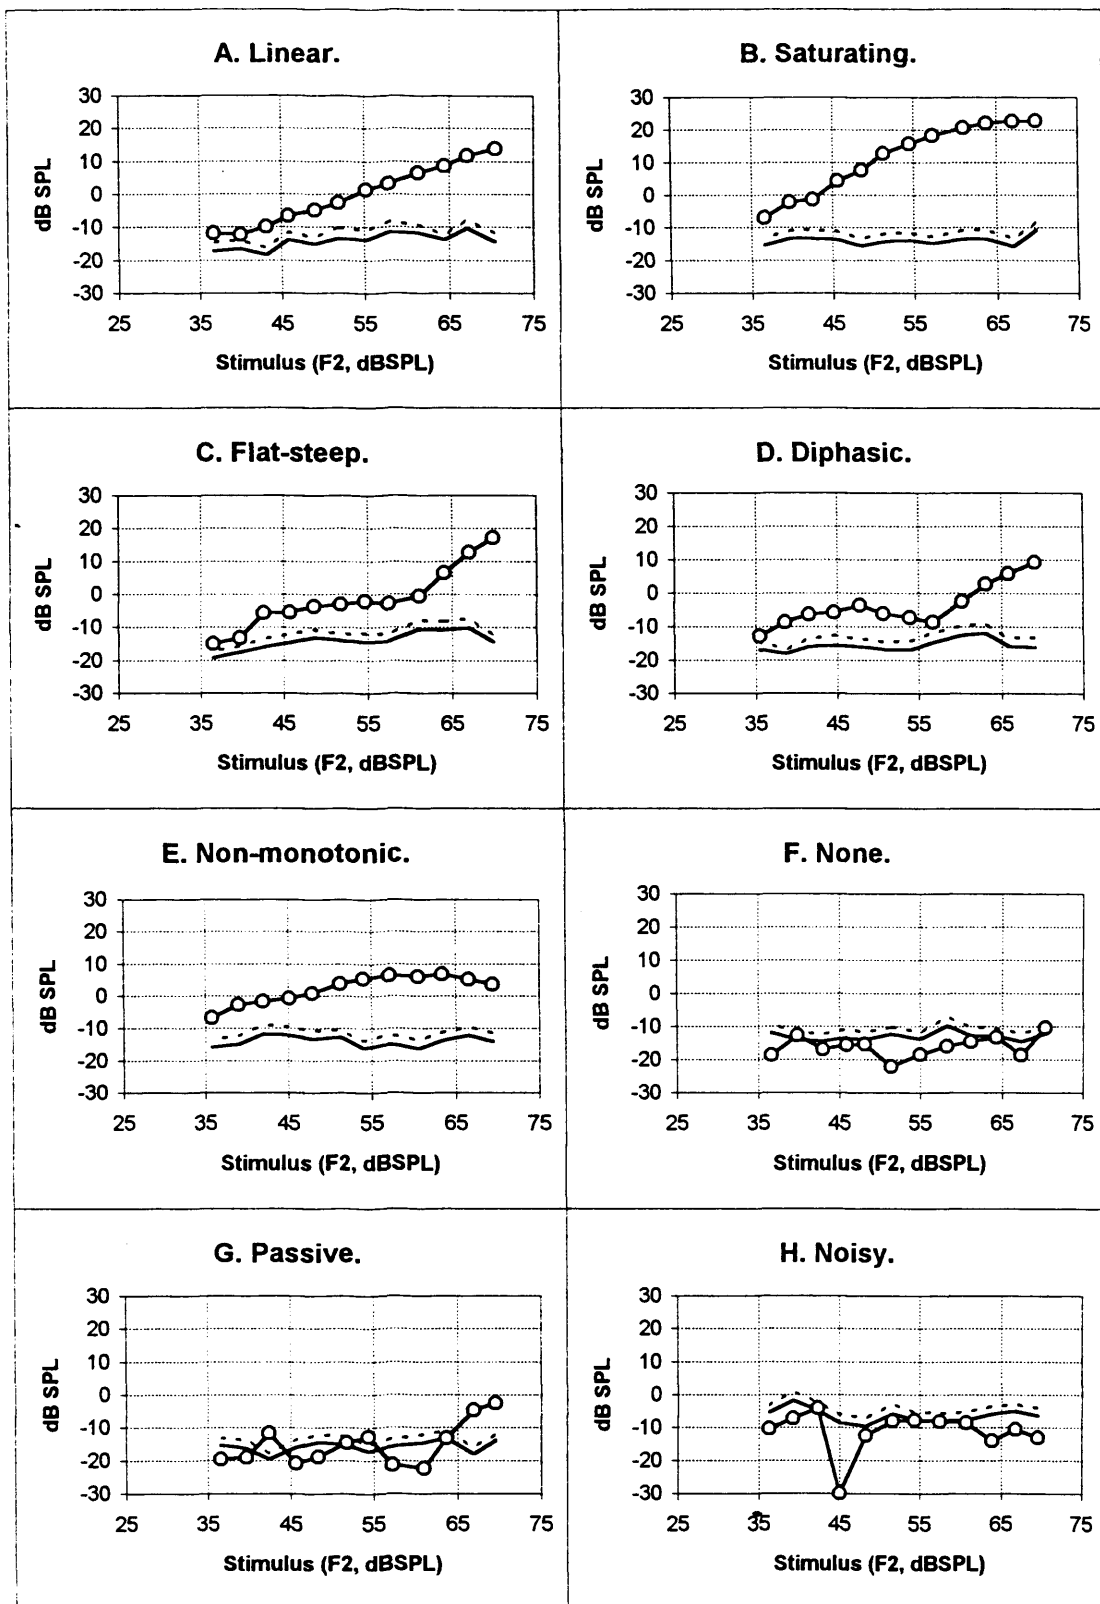 A. Linear.
30
20
10
0
-10
-20
-30
dB SPL
25 35 45 55 65 75
Stimulus (F2, dBSPL)
B. Saturating.
30
20
10
0
-10
-20
-30
dB SPL
25 35 45 55 65 75
Stimulus (F2, dBSPL)
C. Flat-steep.
30
20
10
0
-10
-20
-30
dB SPL
25 35 45 55 65 75
Stimulus (F2, dBSPL)
D. Diphasic.
30
20
10
0
-10
-20
-30
dB SPL
25 35 45 55 65 75
Stimulus (F2, dBSPL)
E. Non-monotonic.
30
20
10
0
-10
-20
-30
dB SPL
25 35 45 55 65 75
Stimulus (F2, dBSPL)
F. None.
30
20
10
0
-10
-20
-30
dB SPL
25 35 45 55 65 75
Stimulus (F2, dBSPL)
G. Passive.
30
20
10
0
-10
-20
-30
dB SPL
25 35 45 55 65 75
Stimulus (F2, dBSPL)
H. Noisy.
30
20
10
0
-10
-20
-30
dB SPL
25 35 45 55 65 75
Stimulus (F2, dBSPL)